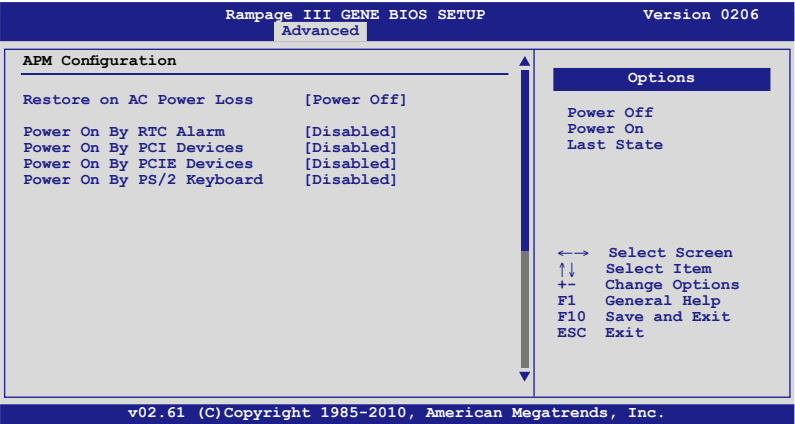 Rampage III GENE BIOS SETUP Version 0206
Advanced
APM Configuration
Restore on AC Power Loss [Power Off]
Power On By RTC Alarm [Disabled]
Power On By PCI Devices [Disabled]
Power On By PCIE Devices [Disabled]
Power On By PS/2 Keyboard [Disabled]
Options
Power Off
Power On
Last State
←→ Select Screen
↑↓ Select Item
+- Change Options
F1 General Help
F10 Save and Exit
ESC Exit
v02.61 (C)Copyright 1985-2010, American Megatrends, Inc.